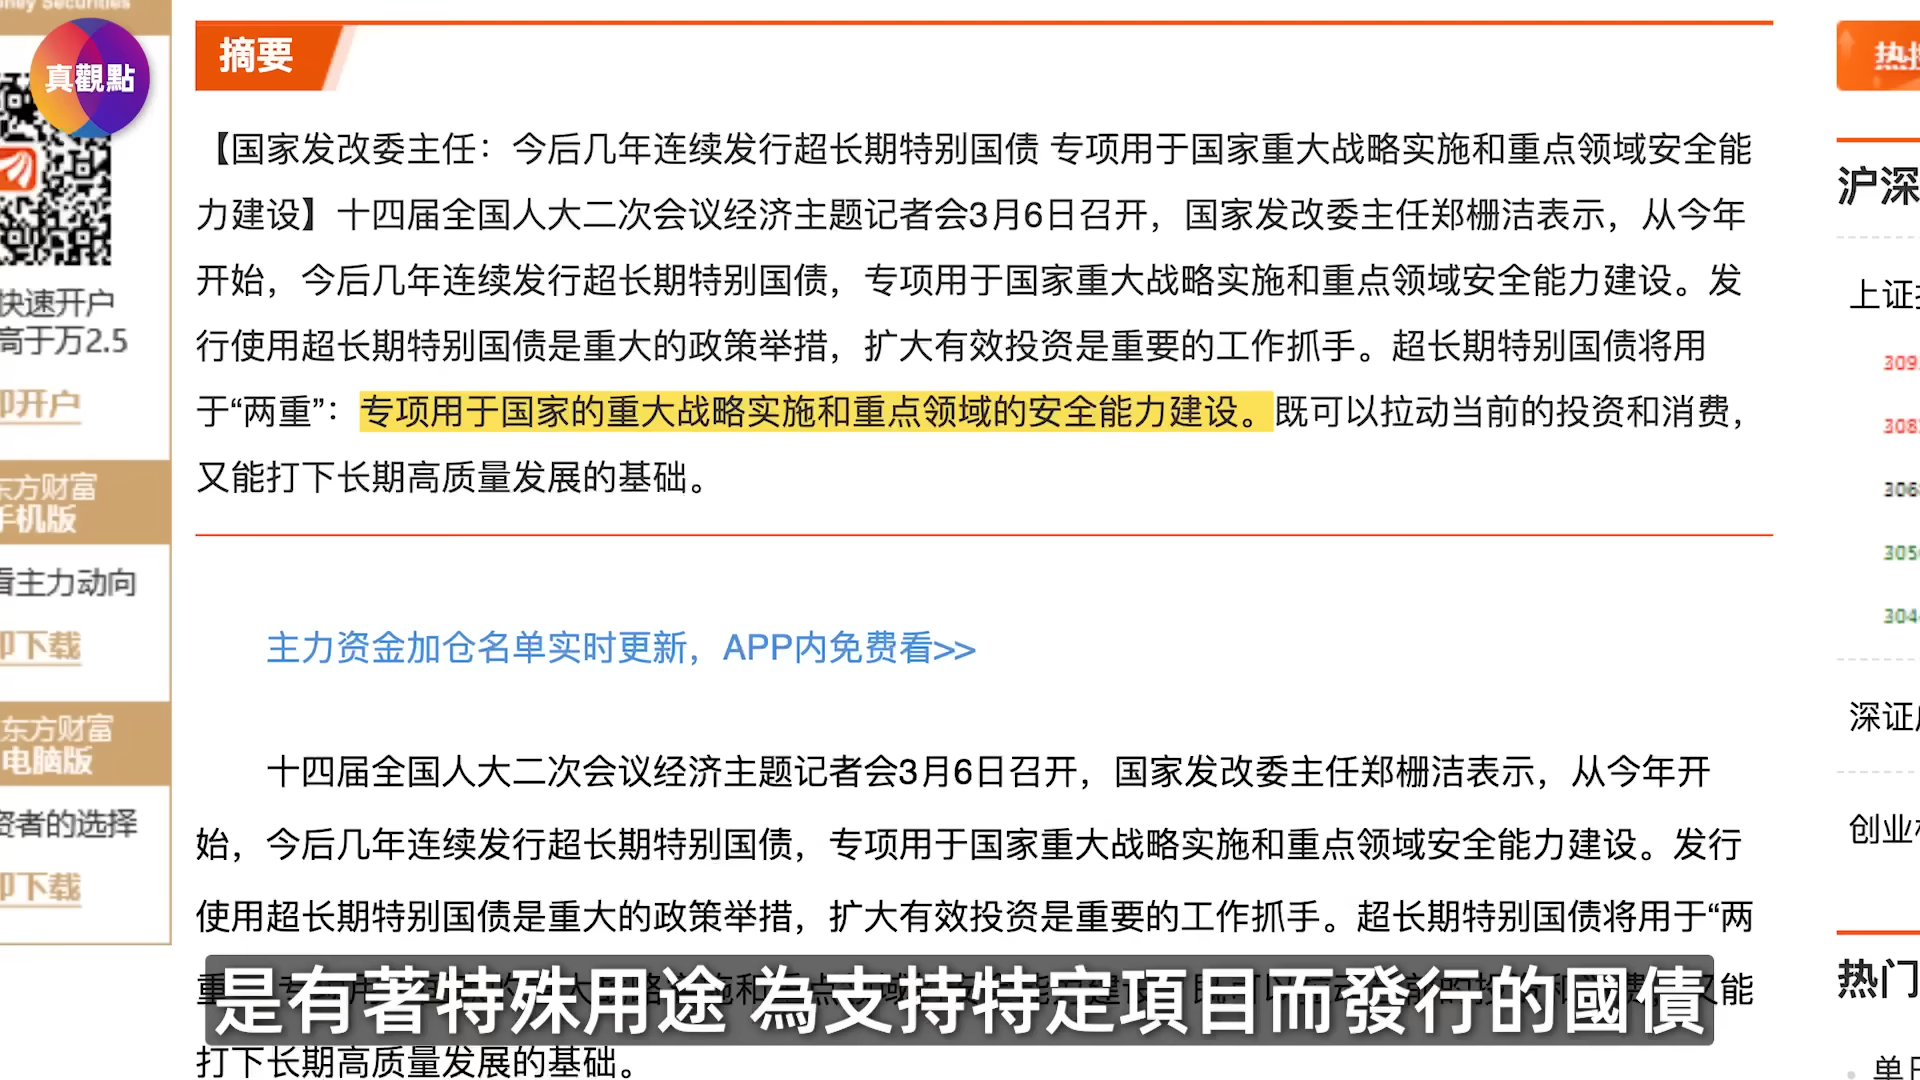 oney Securities
真觀點
快速开户
高于万2.5
即开户
东方财富
手机版
看主力动向
即下载
东方财富
电脑版
资者的选择
即下载
摘要
【国家发改委主任：今后几年连续发行超长期特别国债 专项用于国家重大战略实施和重点领域安全能
力建设】十四届全国人大二次会议经济主题记者会3月6日召开，国家发改委主任郑栅洁表示，从今年
开始，今后几年连续发行超长期特别国债，专项用于国家重大战略实施和重点领域安全能力建设。发
行使用超长期特别国债是重大的政策举措，扩大有效投资是重要的工作抓手。超长期特别国债将用
于“两重”：专项用于国家的重大战略实施和重点领域的安全能力建设。既可以拉动当前的投资和消费，
又能打下长期高质量发展的基础。
主力资金加仓名单实时更新，APP内免费看>>
十四届全国人大二次会议经济主题记者会3月6日召开，国家发改委主任郑栅洁表示，从今年开
始，今后几年连续发行超长期特别国债，专项用于国家重大战略实施和重点领域安全能力建设。发行
使用超长期特别国债是重大的政策举措，扩大有效投资是重要的工作抓手。超长期特别国债将用于“两
又能
是有著特殊用途 為支持特定項目而發行的國債
打下长期高质量发展的基础。
热
沪深
上证
309
308
306
305
304
深证
创业
热门
单日